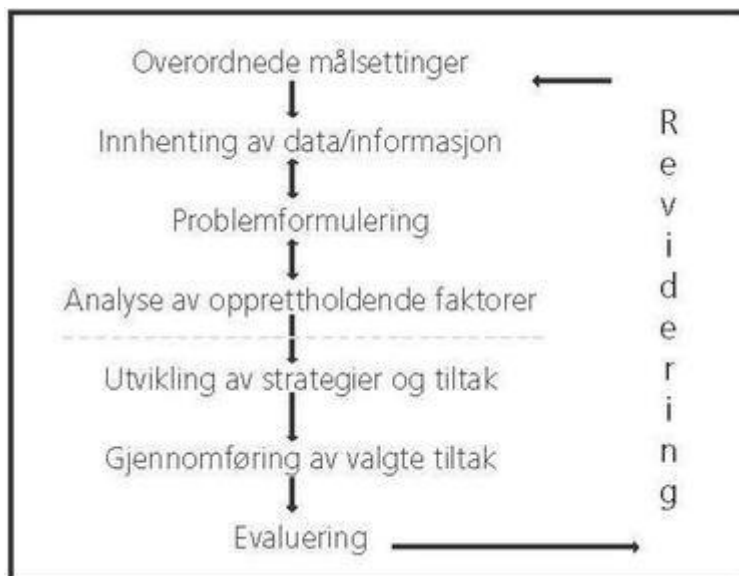 Overordnede målsettinger
Innhenting av data/informasjon
Problemformulering
Analyse av opprettholdende faktorer
Utvikling av strategier og tiltak
Gjennomføring av valgte tiltak
Evaluering
Revidering